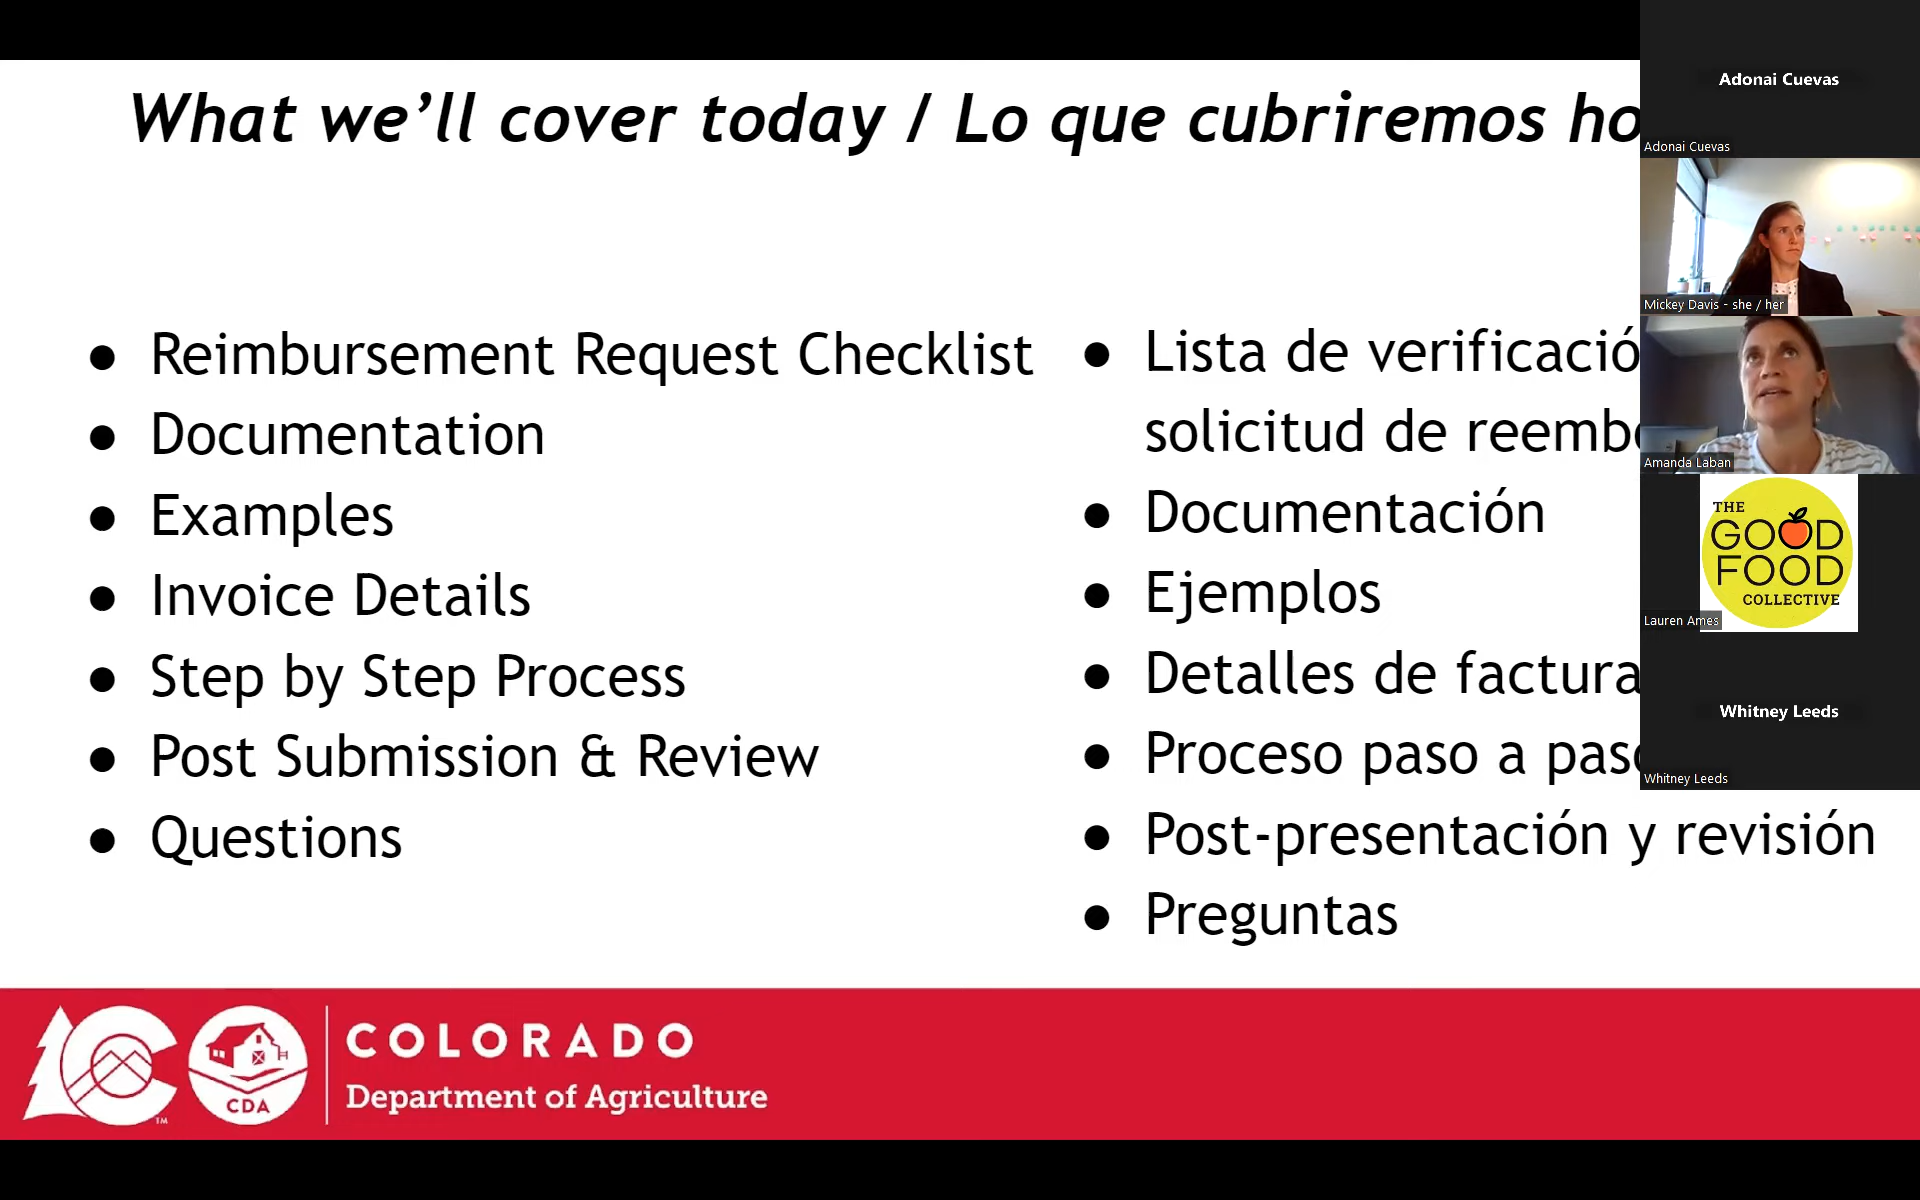 What we’ll cover today / Lo que cubriremos ho
Reimbursement Request Checklist
Documentation
Examples
Invoice Details
Step by Step Process
Post Submission & Review
Questions
Lista de verificació
solicitud de reemb
Documentación
Ejemplos
Detalles de factura
Proceso paso a pas
Post-presentación y revisión
Preguntas
Adonai Cuevas
Adonai Cuevas
Mickey Davis - she / her
Amanda Laban
THE
GOOD
FOOD
COLLECTIVE
Lauren Ames
Whitney Leeds
Whitney Leeds
C
TM
CDA
COLORADO
Department of Agriculture